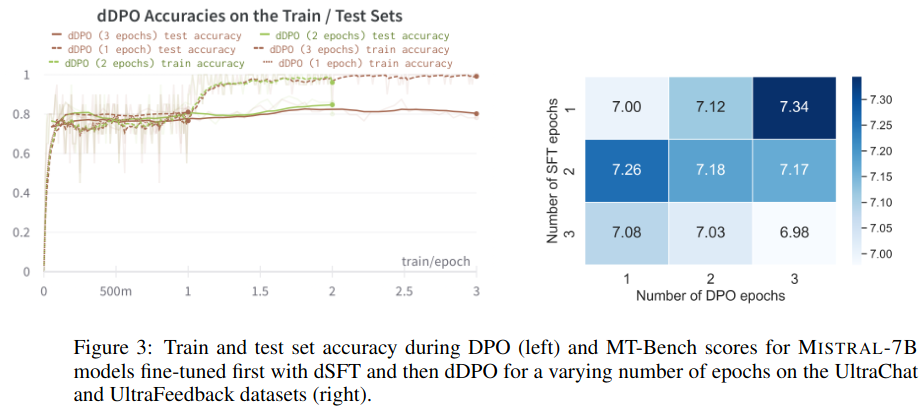 dDPO Accuracies on the Train / Test Sets
dDPO (3 epochs) test accuracy dDPO (2 epochs) test accuracy
dDPO (1 epoch) test accuracy dDPO (3 epochs) train accuracy
dDPO (2 epochs) train accuracy dDPO (1 epoch) train accuracy
1
0.8
0.6
0.4
0.2
0
train/epoch
0 500m 1 1.5 2 2.5 3
Number of SFT epochs
1 7.00 7.12 7.34
2 7.26 7.18 7.17
3 7.08 7.03 6.98
1 2 3
Number of DPO epochs
7.30
7.25
7.20
7.15
7.10
7.05
7.00
Figure 3: Train and test set accuracy during DPO (left) and MT-Bench scores for MISTRAL-7B
models fine-tuned first with dSFT and then dDPO for a varying number of epochs on the UltraChat
and UltraFeedback datasets (right).